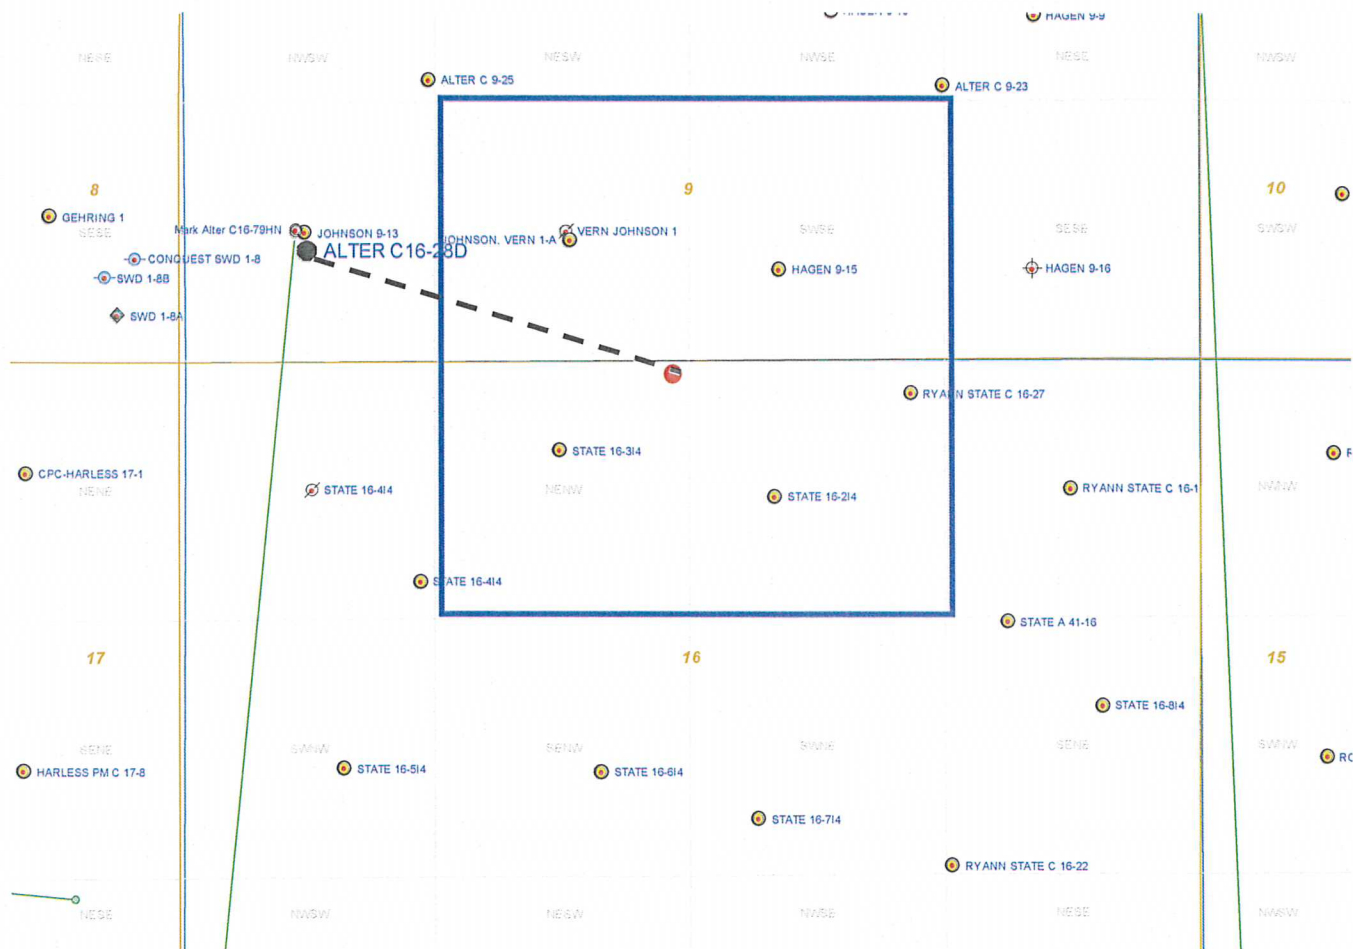 HAGEN 9-9
NESE
NWSW
NESW
NWSE
NESE
NWSW
ALTER C 9-25
ALTER C 9-23
8
9
10
GEHRING 1
SESE
Mark Alter C16-79HN
JOHNSON 9-13
JOHNSON, VERN 1-A
VERN JOHNSON 1
SWSE
SESE
SWSW
ALTER C16-28D
CONQUEST SWD 1-8
SWD 1-8B
HAGEN 9-15
HAGEN 9-16
SWD 1-8A
RYANN STATE C 16-27
STATE 16-3I4
CPC-HARLESS 17-1
NENE
STATE 16-4I4
NENW
STATE 16-2I4
RYANN STATE C 16-1
NWNW
STATE 16-4I4
STATE A 41-16
17
16
15
STATE 16-8I4
SENE
SWNW
SENW
SWNE
SENE
SWNW
HARLESS PM C 17-8
STATE 16-5I4
STATE 16-6I4
RO
STATE 16-7I4
RYANN STATE C 16-22
NESE
NWSW
NESW
NWSE
NESE
NWSW